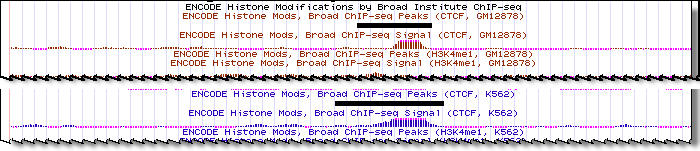 ENCODE Histone Modifications by Broad Institute ChIP-seq
ENCODE Histone Mods, Broad ChIP-seq Peaks (CTCF, GM12878)
ENCODE Histone Mods, Broad ChIP-seq Signal (CTCF, GM12878)
ENCODE Histone Mods, Broad ChIP-seq Peaks (H3K4me1, GM12878)
ENCODE Histone Mods, Broad ChIP-seq Signal (H3K4me1, GM12878)
ENCODE Histone Mods, Broad ChIP-seq Peaks (CTCF, K562)
ENCODE Histone Mods, Broad ChIP-seq Signal (CTCF, K562)
ENCODE Histone Mods, Broad ChIP-seq Peaks (H3K4me1, K562)